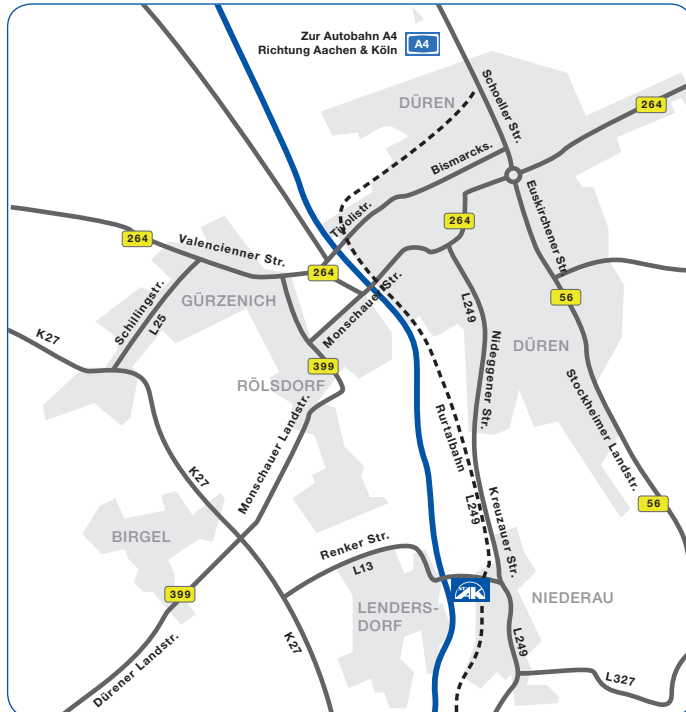 Zur Autobahn A4
Richtung Aachen & Köln
A4
Schoeller Str.
DÜREN
264
Bismarcks.
Tivolistr.
264
Euskirchener Str.
264
Valencienner Str.
264
Schillingstr.
L25
GÜRZENICH
Monschauer Str.
L249
56
K27
399
RÖLSDORF
Nideggener Str.
DÜREN
Stockheimer Landstr.
Monschauer Landstr.
Rurtalbahn
K27
L249
Kreuzauer Str.
56
BIRGEL
Renker Str.
L13
399
LENDERS-
DORF
AK
NIEDERAU
K27
L249
Dürener Landstr.
L327